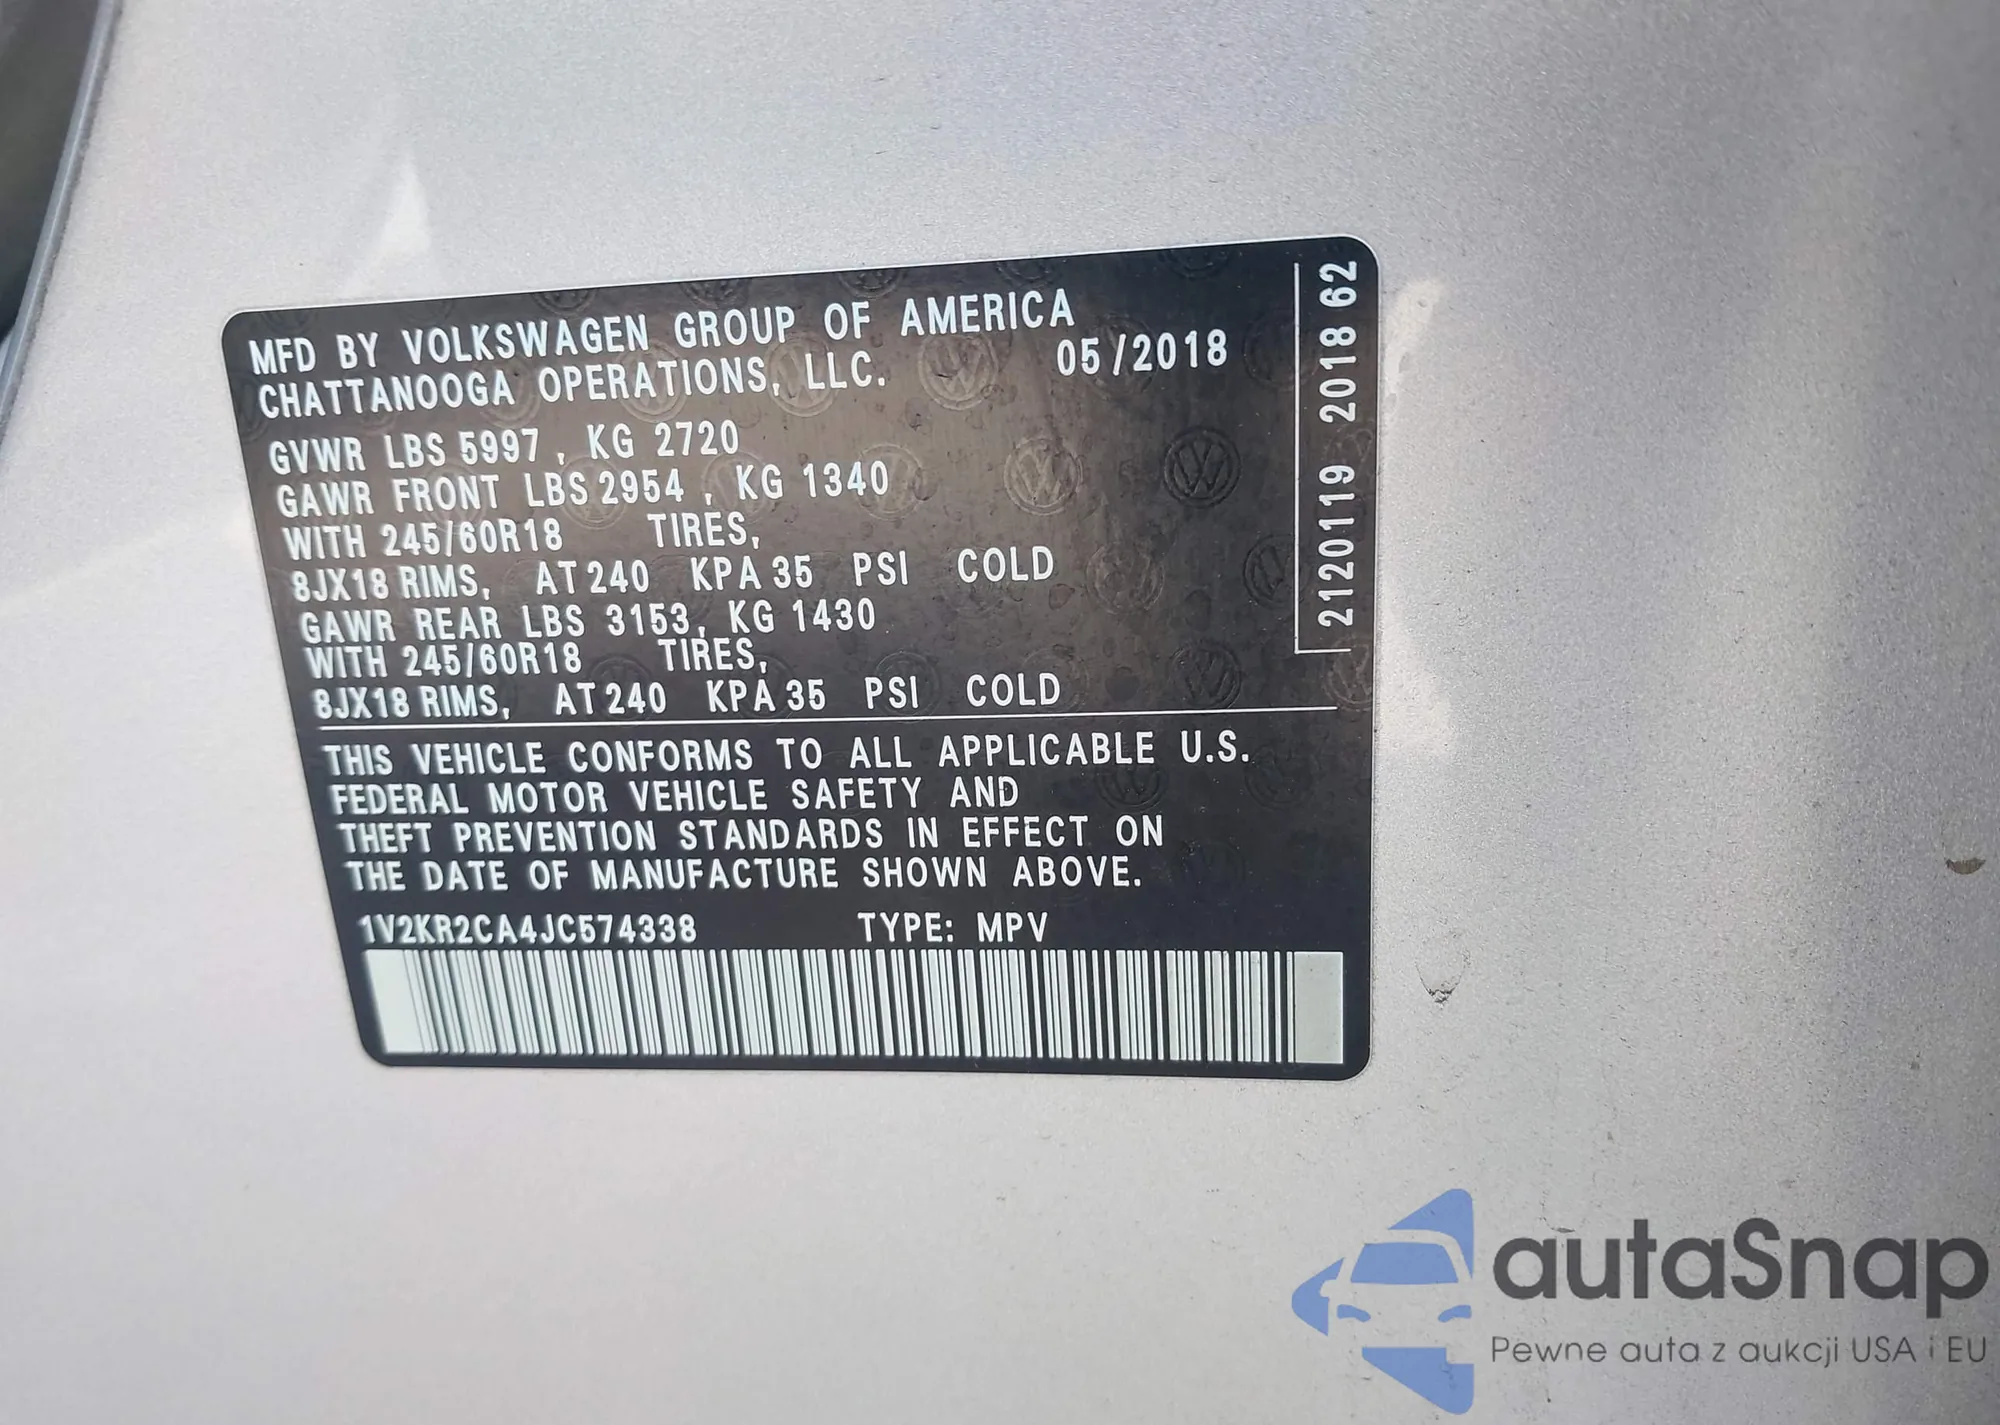 MFD BY VOLKSWAGEN GROUP OF AMERICA
CHATTANOOGA OPERATIONS, LLC. 05/2018
GVWR LBS 5997 , KG 2720
GAWR FRONT LBS 2954 , KG 1340
WITH 245/60R18 TIRES,
8JX18 RIMS, AT 240 KPA 35 PSI COLD
GAWR REAR LBS 3153, KG 1430
WITH 245/60R18 TIRES,
8JX18 RIMS, AT 240 KPA 35 PSI COLD
THIS VEHICLE CONFORMS TO ALL APPLICABLE U.S.
FEDERAL MOTOR VEHICLE SAFETY AND
THEFT PREVENTION STANDARDS IN EFFECT ON
THE DATE OF MANUFACTURE SHOWN ABOVE.
1V2KR2CA4JC574338 TYPE: MPV
21120119 2018 62
autaSnap
Pewne auta z aukcji USA i EU